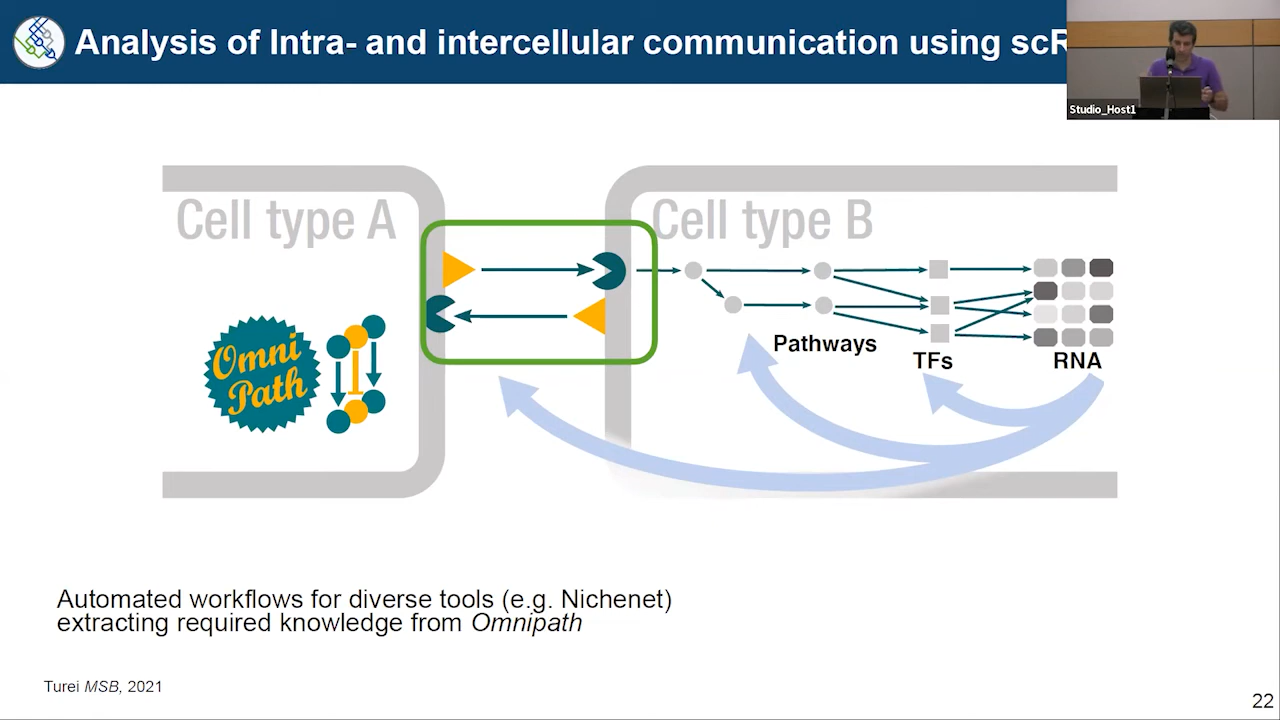 Analysis of Intra- and intercellular communication using scR
Studio_Host1
Cell type A
Cell type B
Omni
Path
Pathways
TFs
RNA
Automated workflows for diverse tools (e.g. Nichenet)
extracting required knowledge from Omnipath
Turei MSB, 2021
22